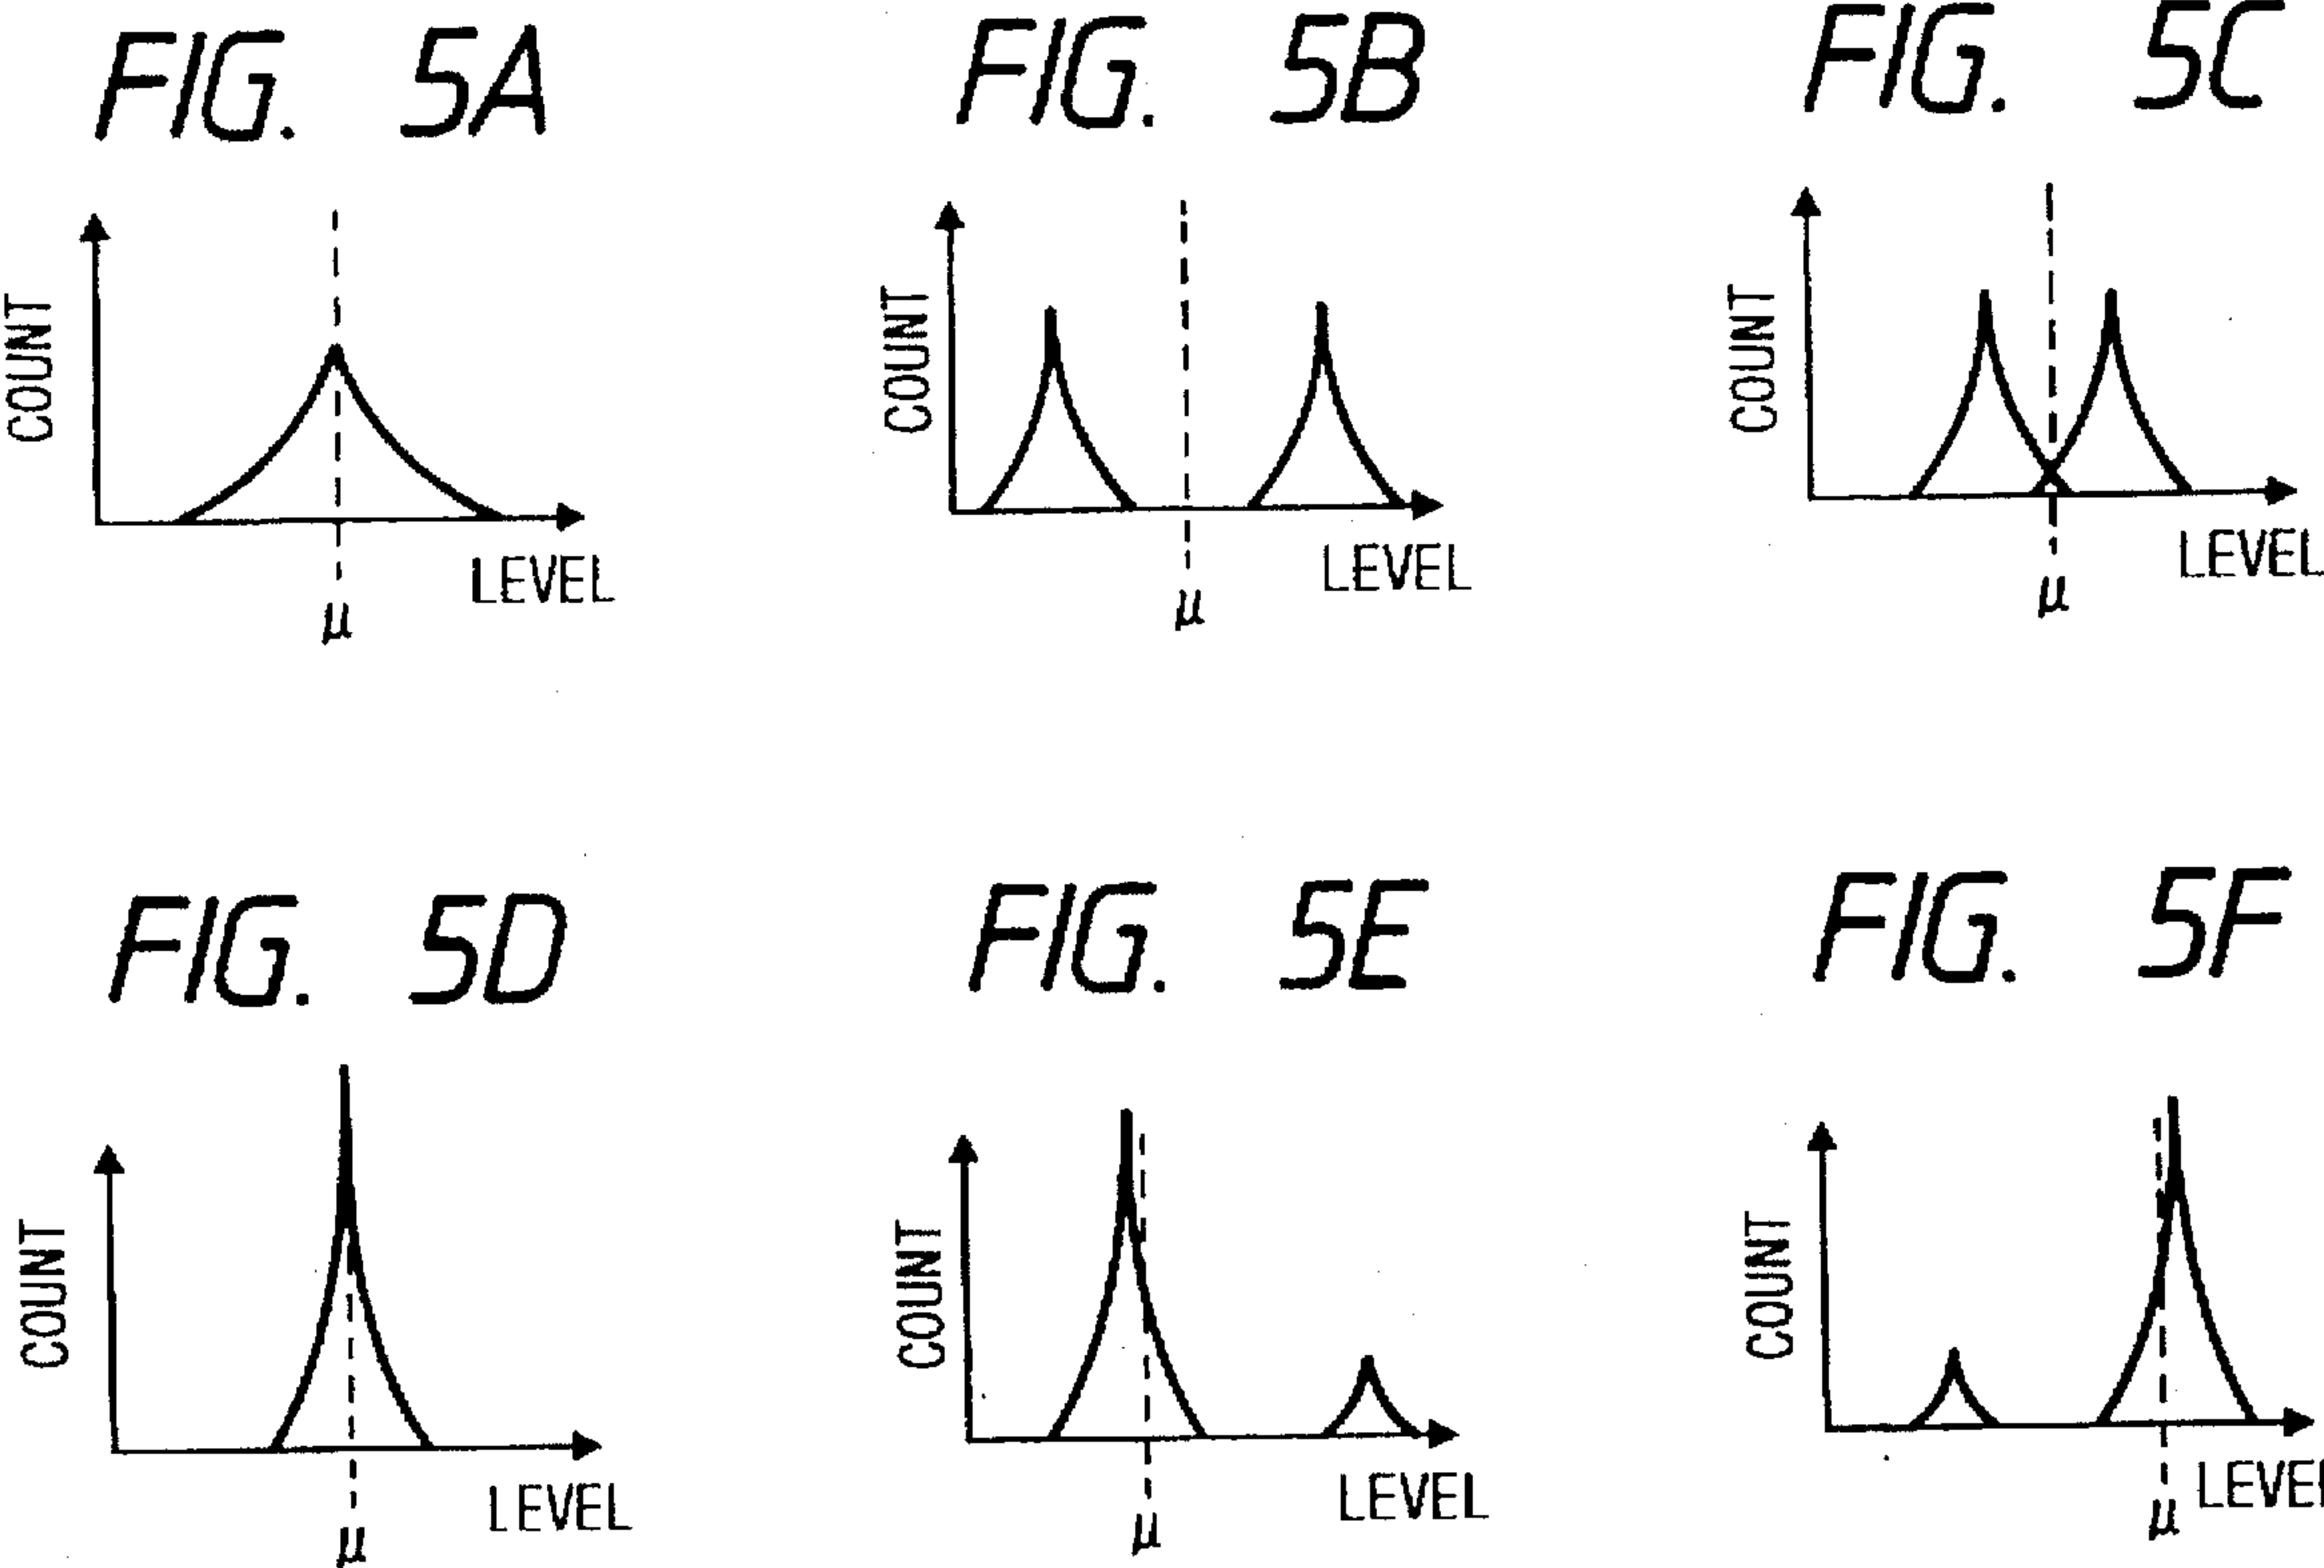 FIG. 5A
FIG. 5B
FIG. 5C
COUNT
LEVEL
μ
COUNT
LEVEL
μ
COUNT
LEVEL
μ
FIG. 5D
FIG. 5E
FIG. 5F
COUNT
LEVEL
μ
COUNT
LEVEL
μ
COUNT
LEVEL
μ